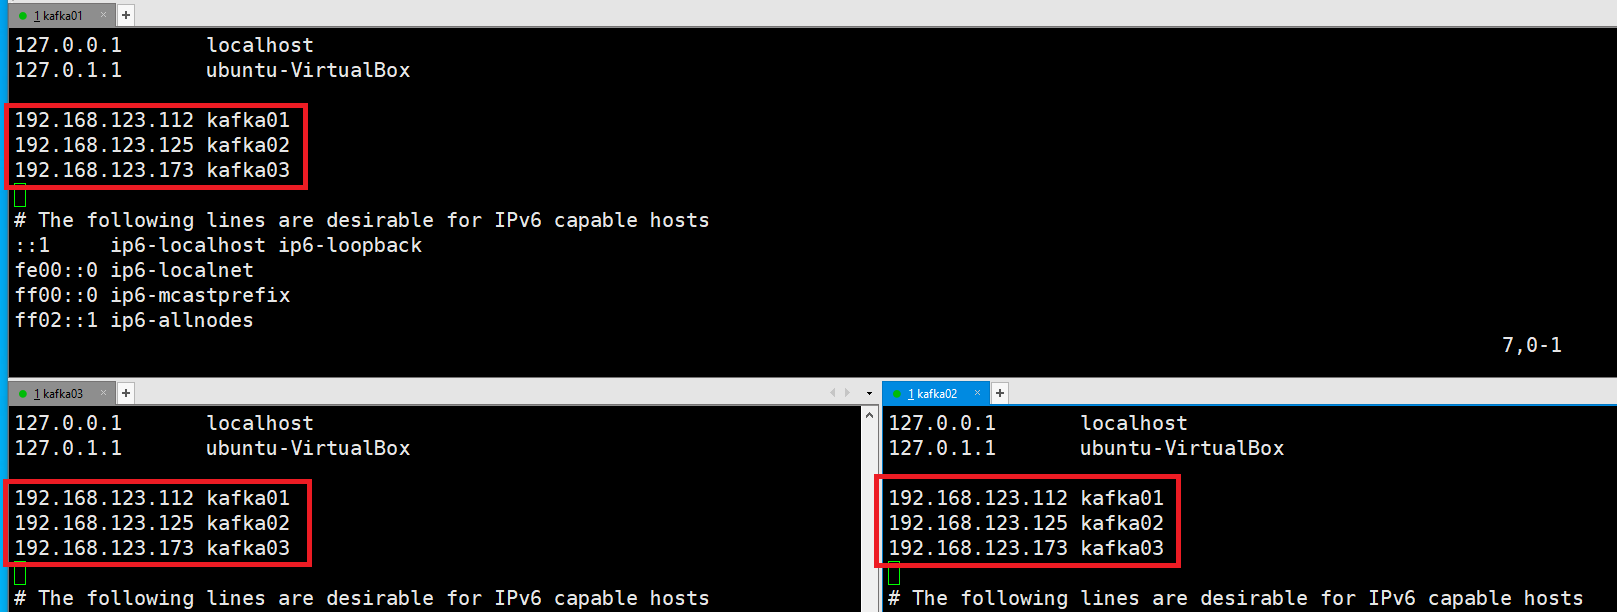 1 kafka01 × +
127.0.0.1       localhost
127.0.1.1       ubuntu-VirtualBox
192.168.123.112 kafka01
192.168.123.125 kafka02
192.168.123.173 kafka03
# The following lines are desirable for IPv6 capable hosts
::1     ip6-localhost ip6-loopback
fe00::0 ip6-localnet
ff00::0 ip6-mcastprefix
ff02::1 ip6-allnodes
7,0-1
1 kafka03 × +
127.0.0.1       localhost
127.0.1.1       ubuntu-VirtualBox
192.168.123.112 kafka01
192.168.123.125 kafka02
192.168.123.173 kafka03
# The following lines are desirable for IPv6 capable hosts
1 kafka02 × +
127.0.0.1       localhost
127.0.1.1       ubuntu-VirtualBox
192.168.123.112 kafka01
192.168.123.125 kafka02
192.168.123.173 kafka03
# The following lines are desirable for IPv6 capable hosts